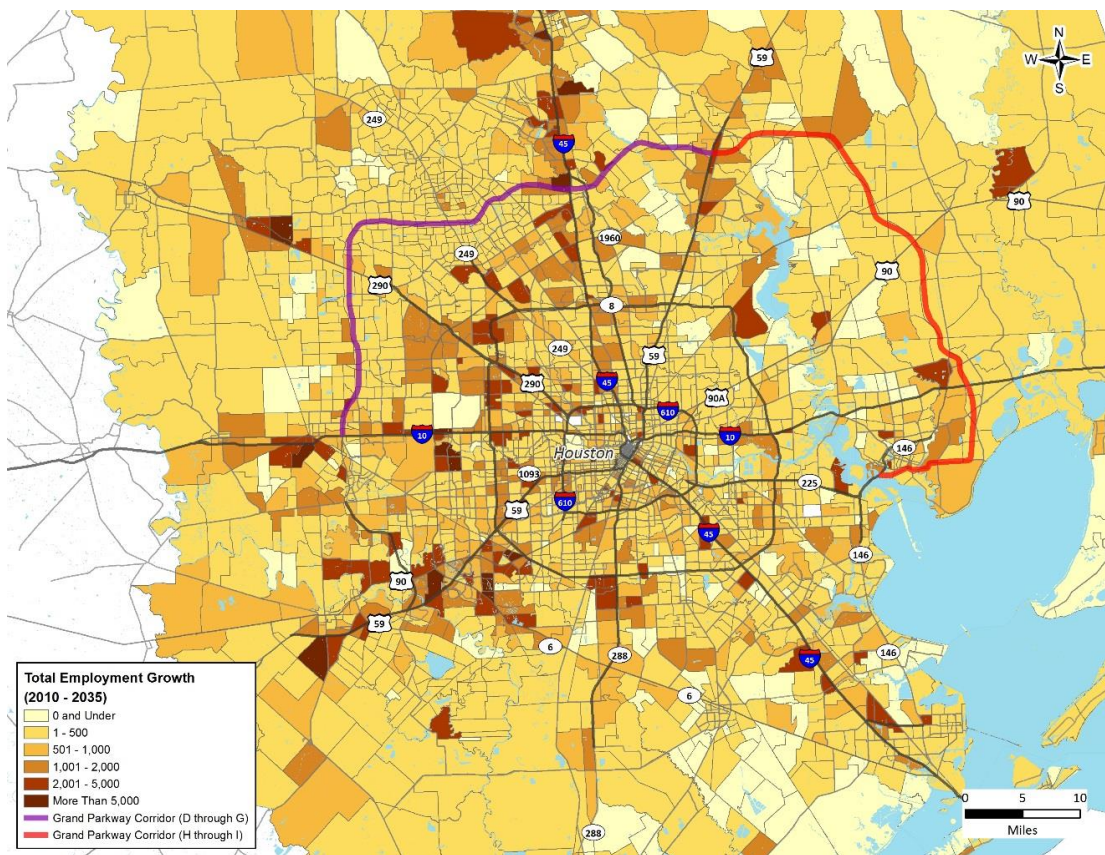 N
W E
S
59
249
45
90
1960
249
90
290
8
249
59
290
45
90A
610
10
10
Houston
146
1093
225
59
610
45
146
90
59
6
288
146
45
6
288
Total Employment Growth
(2010 - 2035)
0 and Under
1 - 500
501 - 1,000
1,001 - 2,000
2,001 - 5,000
More Than 5,000
Grand Parkway Corridor (D through G)
Grand Parkway Corridor (H through I)
0 5 10
Miles